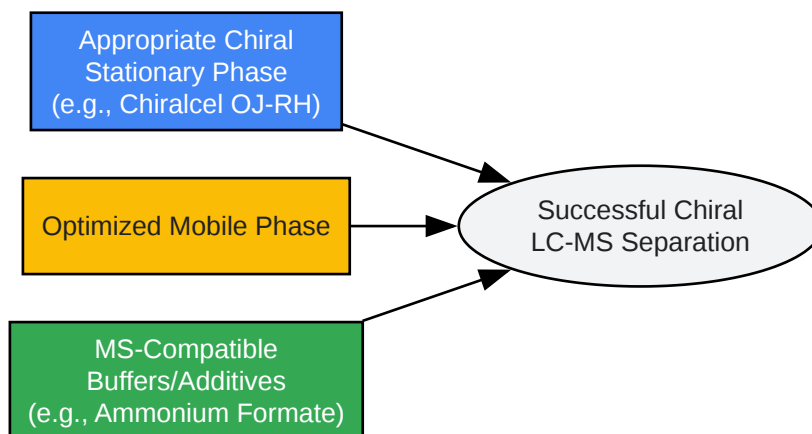 Appropriate Chiral
Stationary Phase
(e.g., Chiralcel OJ-RH)
Optimized Mobile Phase
MS-Compatible
Buffers/Additives
(e.g., Ammonium Formate)
Successful Chiral
LC-MS Separation